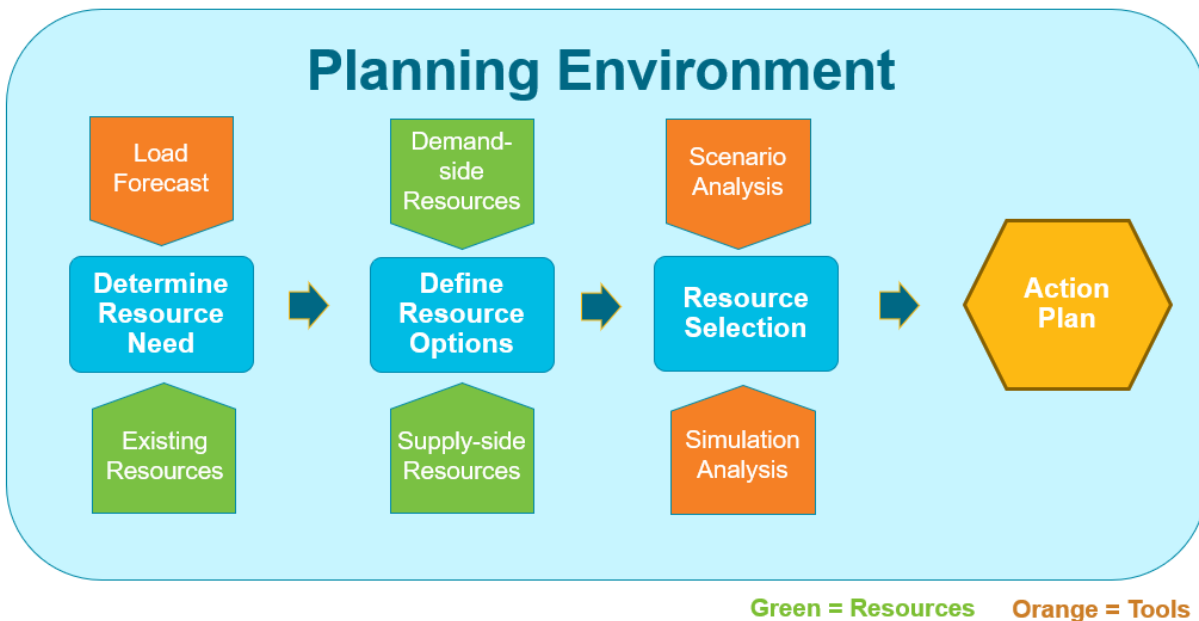 Planning Environment
Load
Forecast
Demand-
side
Resources
Scenario
Analysis
Determine
Resource
Need
Define
Resource
Options
Resource
Selection
Action
Plan
Existing
Resources
Supply-side
Resources
Simulation
Analysis
Green = Resources
Orange = Tools